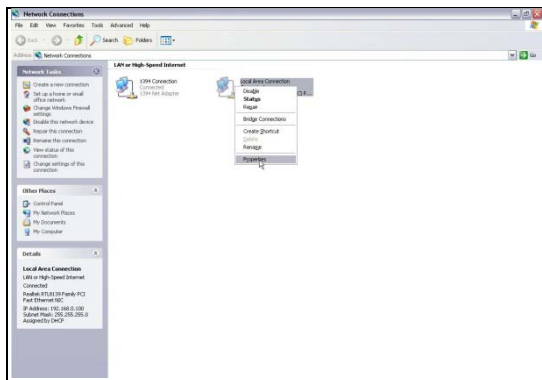 Network Connections
File Edit View Favorites Tools Advanced Help
Back Search Folders
Address Network Connections Go
LAN or High-Speed Internet
Network Tasks
Create a new connection
Set up a home or small
office network
Change Windows Firewall
settings
Disable this network device
Repair this connection
Rename this connection
View status of this
connection
Change settings of this
connection
Other Places
Control Panel
My Network Places
My Documents
My Computer
Details
Local Area Connection
LAN or High-Speed Internet
Connected
Realtek RTL8139 Family PCI
Fast Ethernet NIC
IP Address: 192.168.0.100
Subnet Mask: 255.255.255.0
Assigned by DHCP
1394 Connection
Connected
1394 Net Adapter
Local Area Connection
CI F...
Disable
Status
Repair
Bridge Connections
Create Shortcut
Delete
Rename
Properties